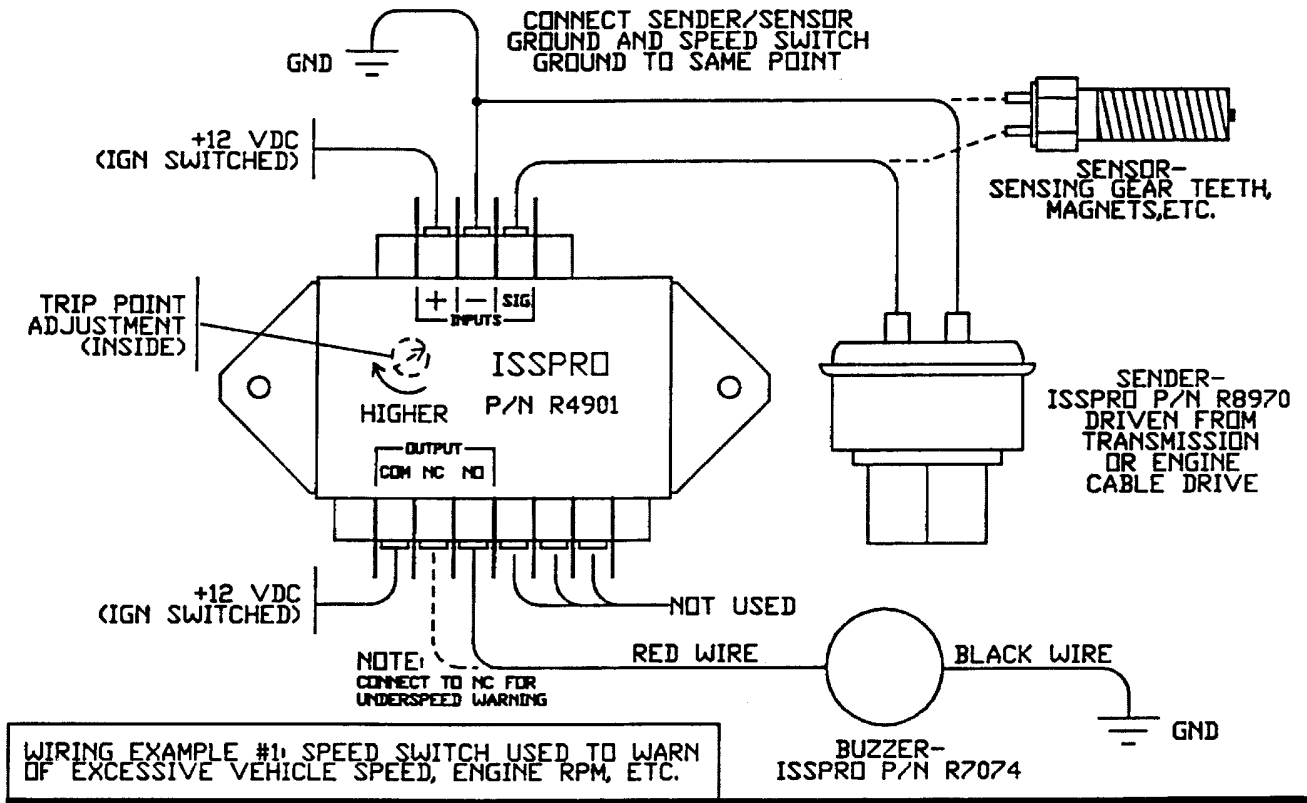 CONNECT SENDER/SENSOR
GROUND AND SPEED SWITCH
GROUND TO SAME POINT
GND
+12 VDC
(IGN SWITCHED)
SENSOR-
SENSING GEAR TEETH,
MAGNETS,ETC.
+ - SIG
INPUTS
TRIP POINT
ADJUSTMENT
(INSIDE)
HIGHER
ISSPRO
P/N R4901
SENDER-
ISSPRO P/N R8970
DRIVEN FROM
TRANSMISSION
OR ENGINE
CABLE DRIVE
OUTPUT
COM NC NO
+12 VDC
(IGN SWITCHED)
NOT USED
NOTE:
CONNECT TO NC FOR
UNDERSPEED WARNING
RED WIRE
BLACK WIRE
GND
BUZZER-
ISSPRO P/N R7074
WIRING EXAMPLE #1: SPEED SWITCH USED TO WARN
OF EXCESSIVE VEHICLE SPEED, ENGINE RPM, ETC.